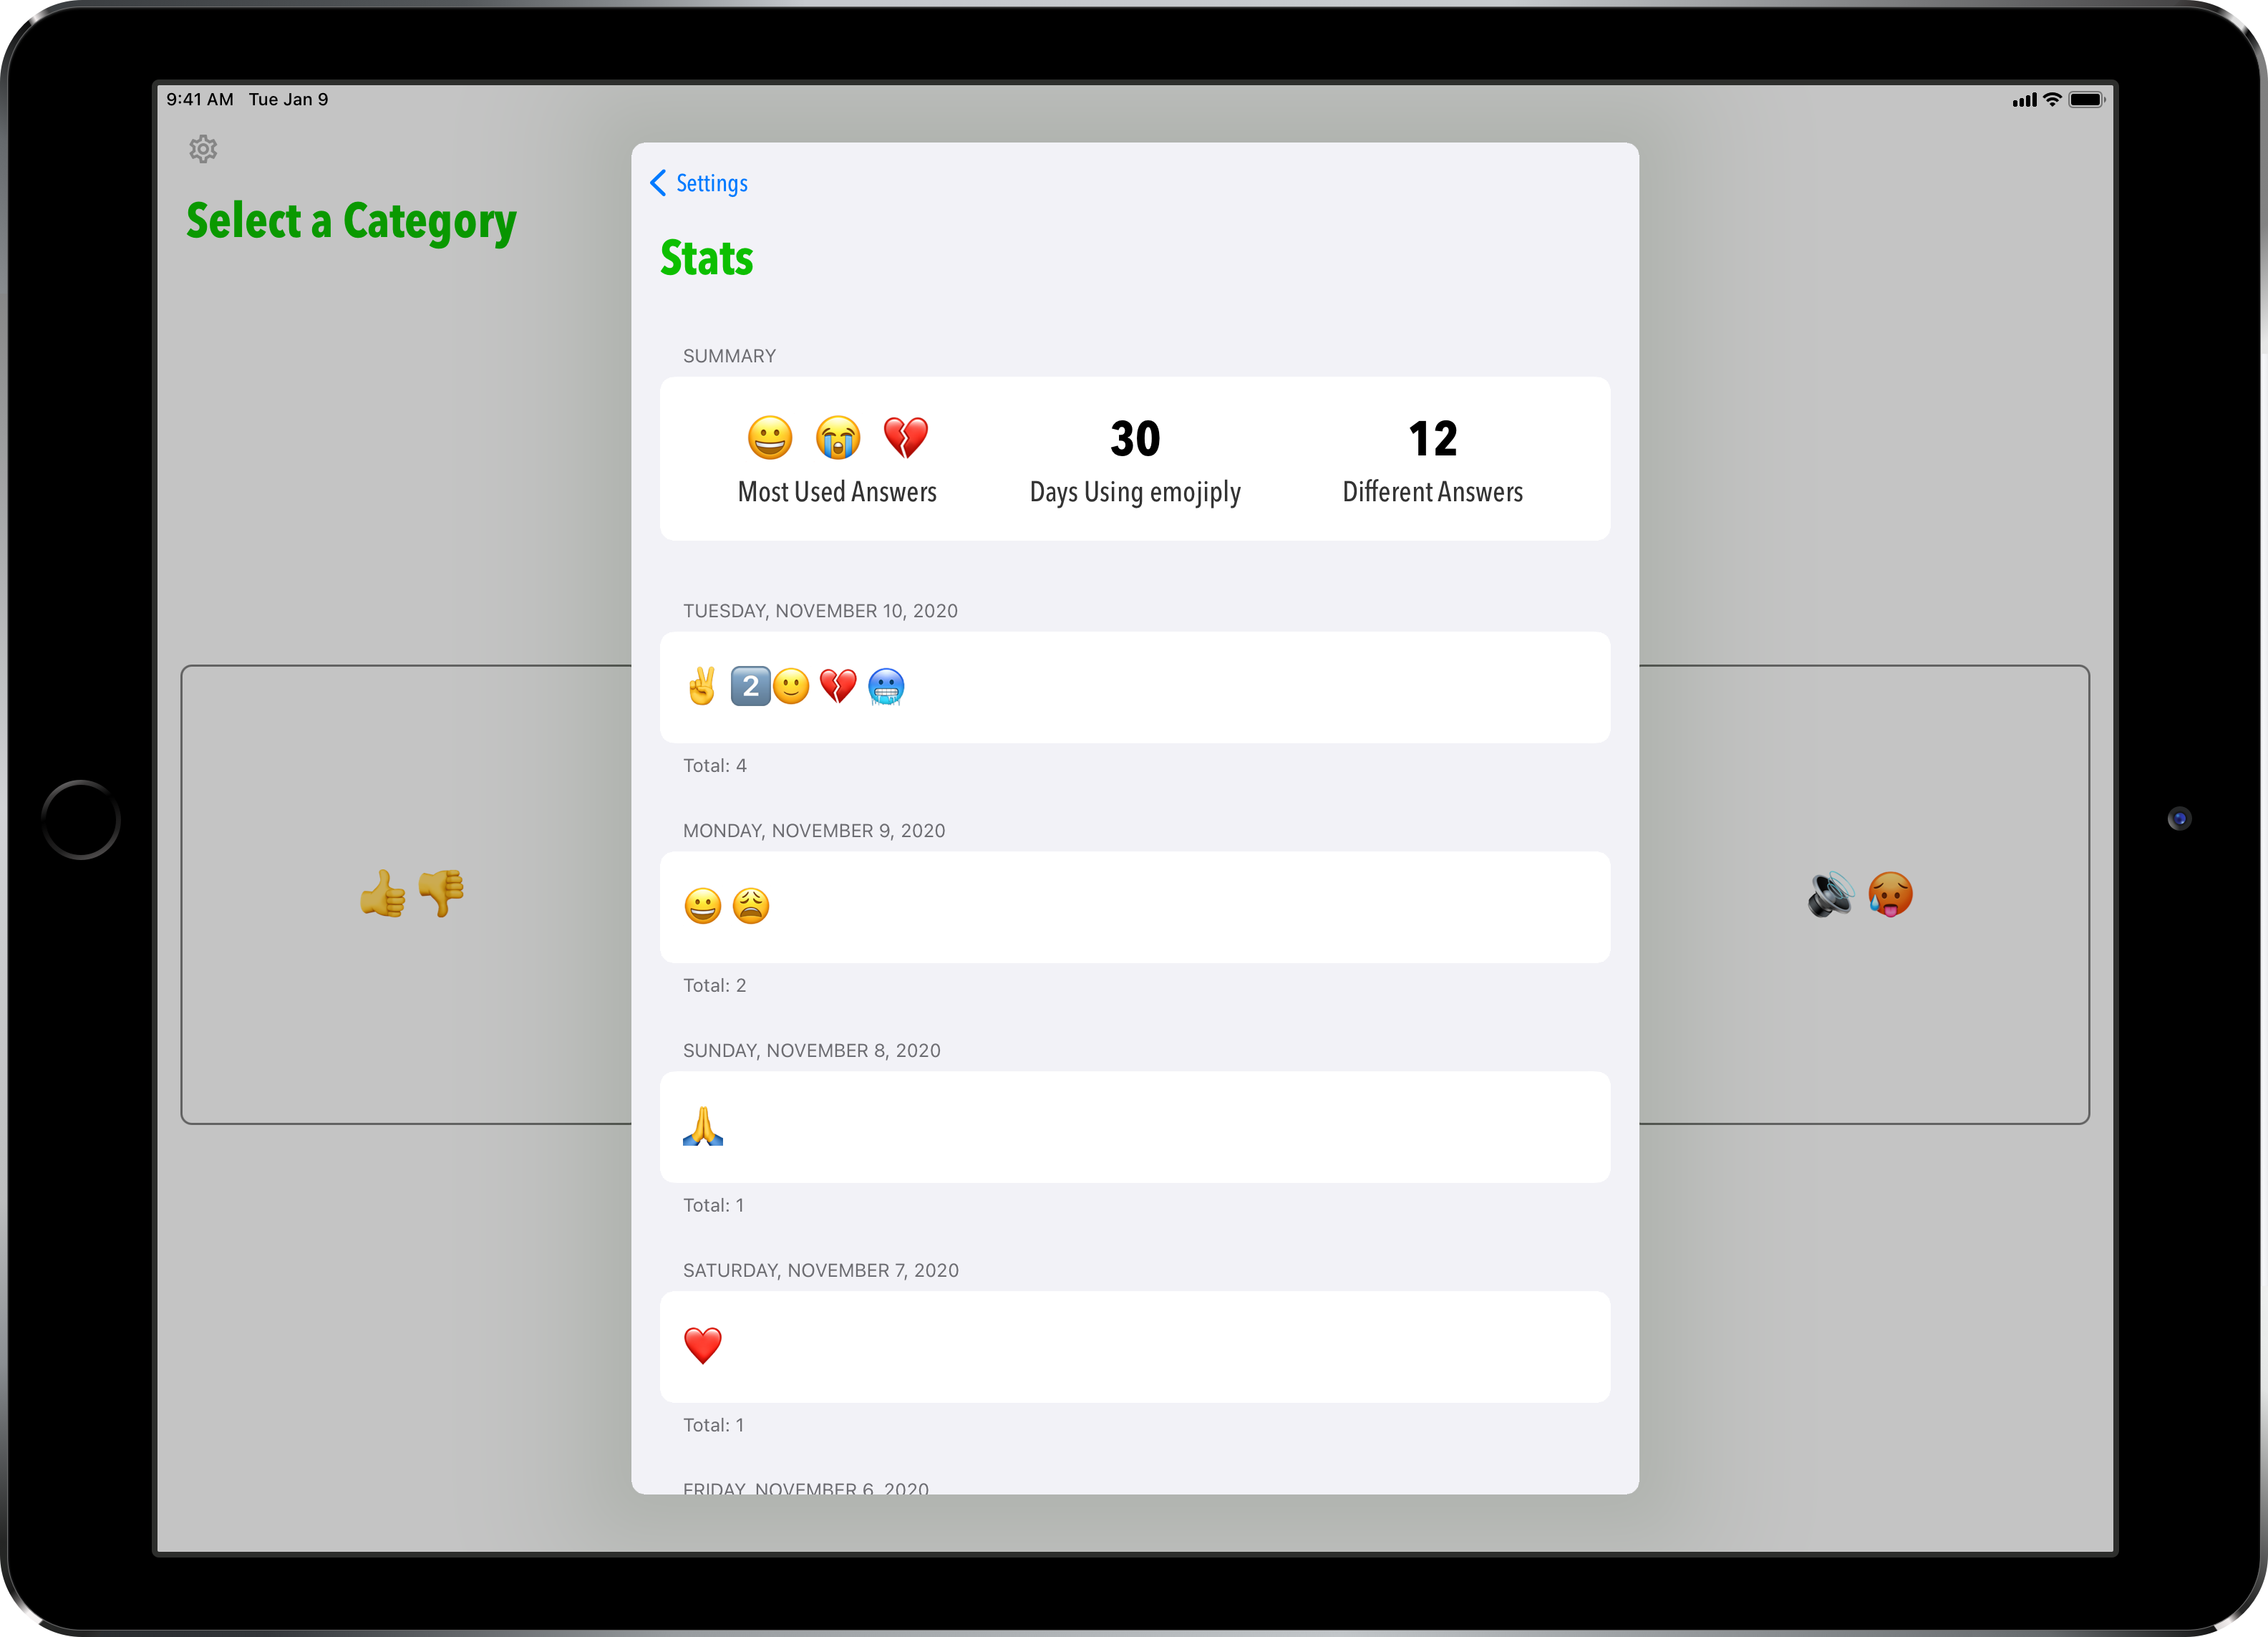 9:41 AM Tue Jan 9
Select a Category
Settings
Stats
SUMMARY
😀 😭 💔
Most Used Answers
30
Days Using emojiply
12
Different Answers
TUESDAY, NOVEMBER 10, 2020
✌️ 2️⃣🙂 💔 🥶
Total: 4
MONDAY, NOVEMBER 9, 2020
😀 😩
Total: 2
SUNDAY, NOVEMBER 8, 2020
🙏
Total: 1
SATURDAY, NOVEMBER 7, 2020
❤️
Total: 1
FRIDAY, NOVEMBER 6, 2020
👍👎
🔊🥵